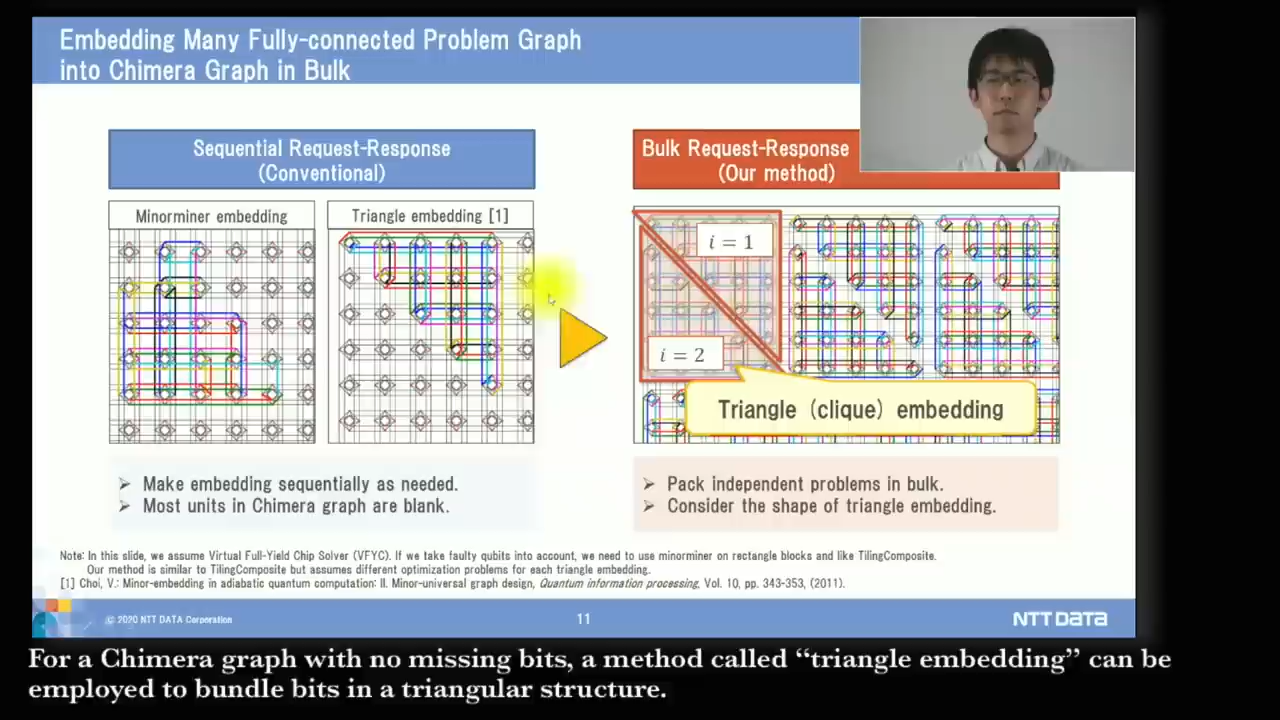 Embedding Many Fully-connected Problem Graph
into Chimera Graph in Bulk
Sequential Request-Response
(Conventional)
Minorminer embedding
Triangle embedding [1]
➢ Make embedding sequentially as needed.
➢ Most units in Chimera graph are blank.
Bulk Request-Response
(Our method)
i = 1
i = 2
Triangle (clique) embedding
➢ Pack independent problems in bulk.
➢ Consider the shape of triangle embedding.
Note: In this slide, we assume Virtual Full-Yield Chip Solver (VFYC). If we take faulty qubits into account, we need to use minorminer on rectangle blocks and like TilingComposite.
Our method is similar to TilingComposite but assumes different optimization problems for each triangle embedding.
[1] Choi, V.: Minor-embedding in adiabatic quantum computation: II. Minor-universal graph design, Quantum information processing, Vol. 10, pp. 343-353, (2011).
© 2020 NTT DATA Corporation
11
NTT DATA
For a Chimera graph with no missing bits, a method called “triangle embedding” can be
employed to bundle bits in a triangular structure.